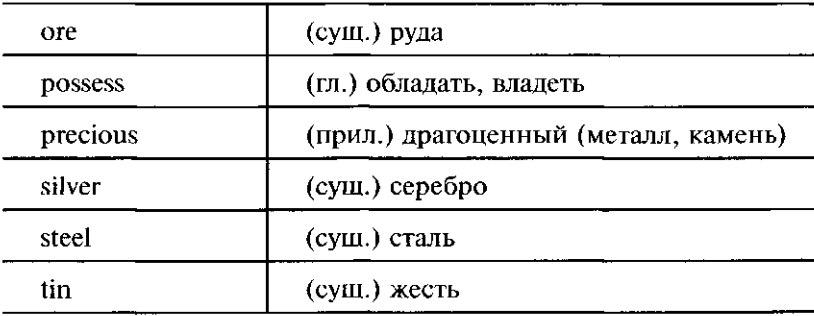 ore (сущ.) руда
possess (гл.) обладать, владеть
precious (прил.) драгоценный (металл, камень)
silver (сущ.) серебро
steel (сущ.) сталь
tin (сущ.) жесть